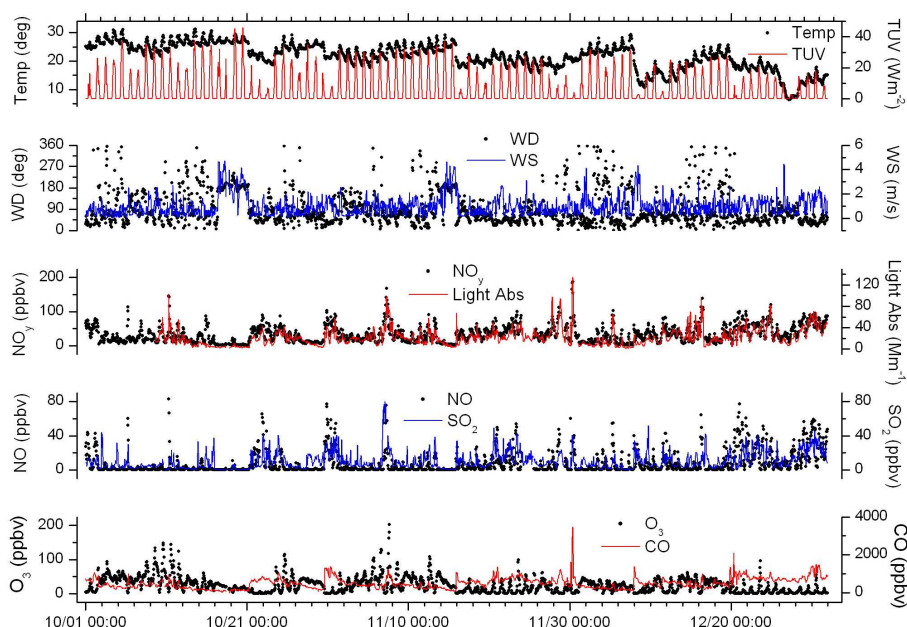 Temp
TUV
Temp (deg)
30
20
10
40
20
0
TUV (Wm⁻²)
WD
WS
WD (deg)
360
270
180
90
0
6
4
2
0
WS (m/s)
NOy
Light Abs
NOy (ppbv)
200
100
0
120
80
40
0
Light Abs (Mm⁻¹)
NO
SO₂
NO (ppbv)
80
40
0
80
40
0
SO₂ (ppbv)
O₃
CO
O₃ (ppbv)
200
100
0
4000
2000
0
CO (ppbv)
10/01 00:00
10/21 00:00
11/10 00:00
11/30 00:00
12/20 00:00